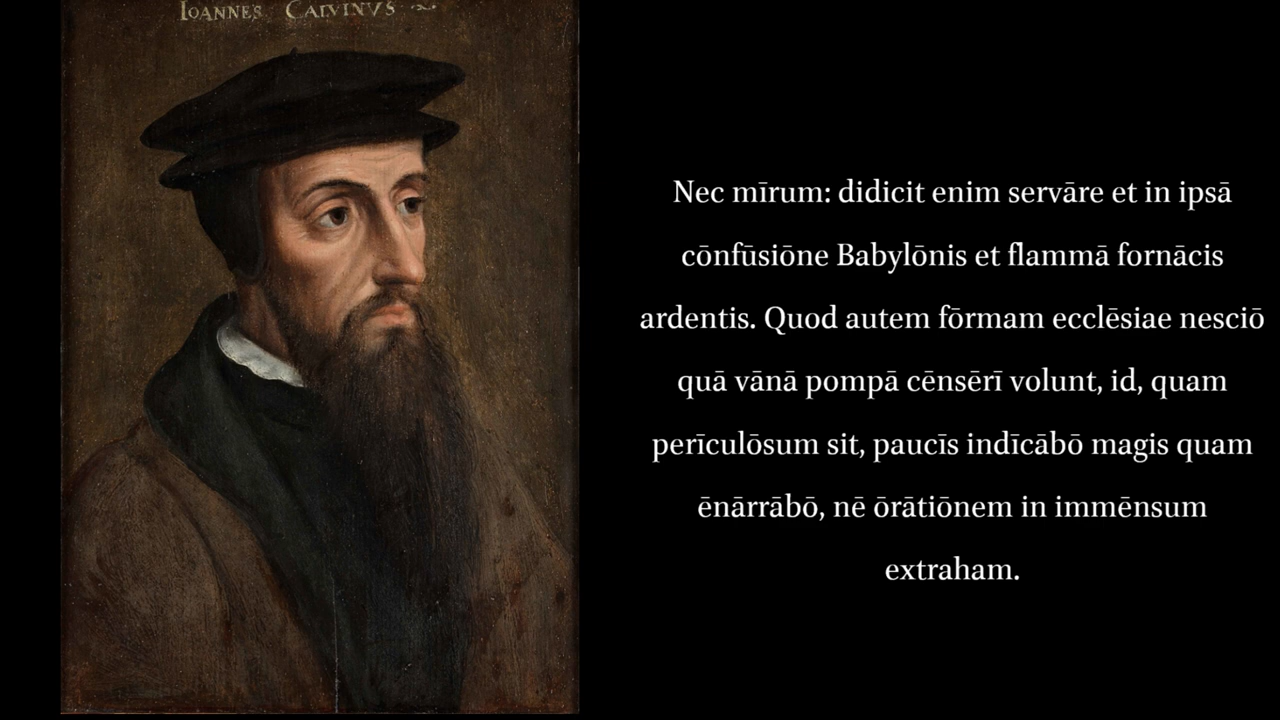 IOANNES CALVINVS
Nec mīrum: didicit enim servāre et in ipsā
cōnfūsiōne Babylōnis et flammā fornācis
ardentis. Quod autem fōrmam ecclēsiae nesciō
quā vānā pompā cēnsērī volunt, id, quam
perīculōsum sit, paucīs indīcābō magis quam
ēnārrābō, nē ōrātiōnem in immēnsum
extraham.